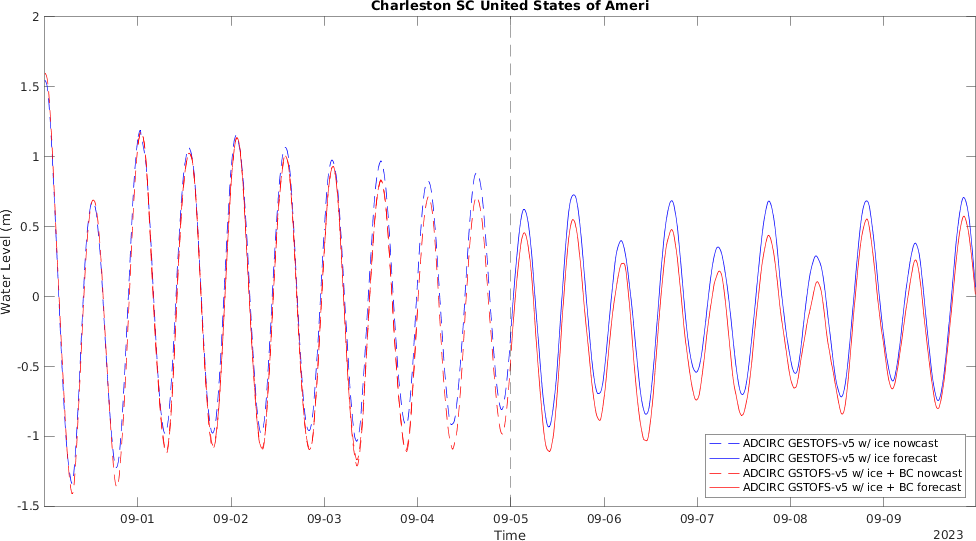 Charleston SC United States of Ameri
2
1.5
1
0.5
0
-0.5
-1
-1.5
Water Level (m)
09-01 09-02 09-03 09-04 09-05 09-06 09-07 09-08 09-09
Time
2023
ADCIRC GESTOFS-v5 w/ ice nowcast
ADCIRC GESTOFS-v5 w/ ice forecast
ADCIRC GSTOFS-v5 w/ ice + BC nowcast
ADCIRC GSTOFS-v5 w/ ice + BC forecast